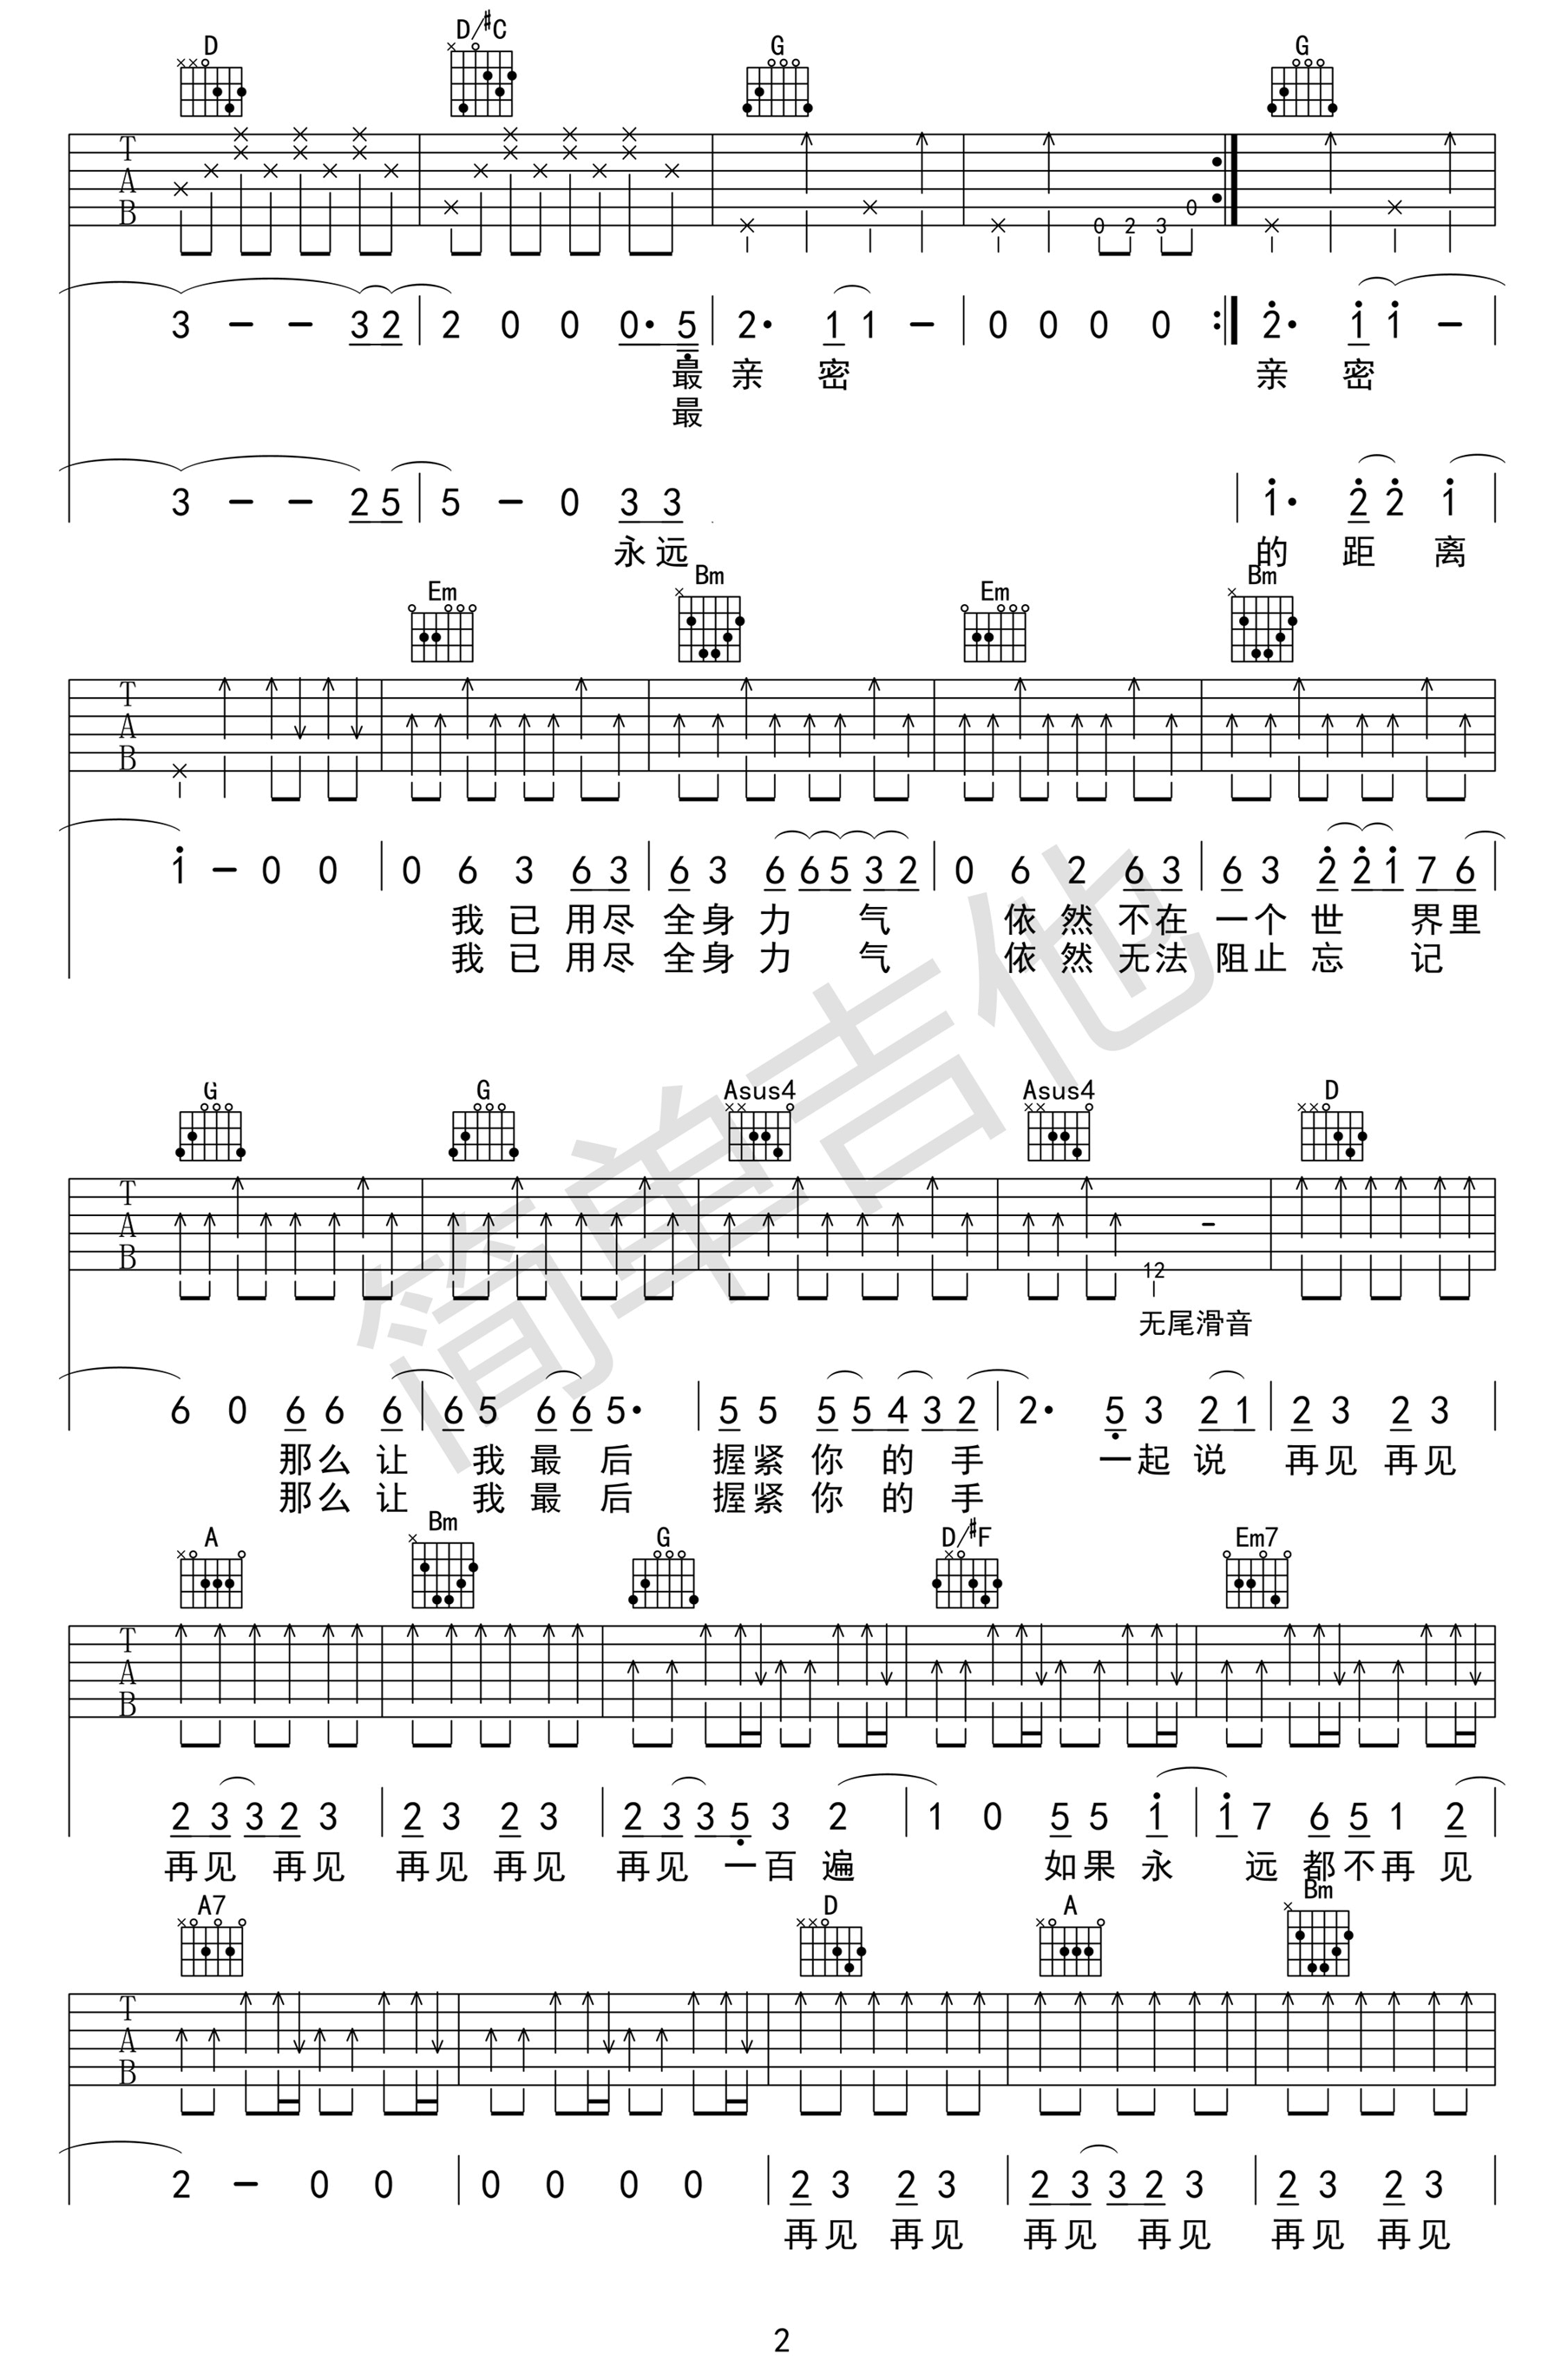 D D/#C G G
T A B
0 2 3 0
3 - - 3 2 | 2 0 0 0· 5 | 2· 1 1 - | 0 0 0 0 :| 2· 1 1 - |
最 亲 密 亲 密
最
3 - - 2 5 | 5 - 0 3 3 | 1· 2 2 1 |
永 远 的 距 离
Em Bm Em Bm
T A B
1 - 0 0 | 0 6 3 6 3 | 6 3 6 6 5 3 2 | 0 6 2 6 3 | 6 3 2 2 1 7 6 |
我 已 用 尽 全 身 力 气 依 然 不 在 一 个 世 界 里
我 已 用 尽 全 身 力 气 依 然 无 法 阻 止 忘 记
简单吉他
G G Asus4 Asus4 D
T A B
12
无尾滑音
6 0 6 6 6 | 6 5 6 6 5· | 5 5 5 5 4 3 2 | 2· 5 3 2 1 | 2 3 2 3 |
那 么 让 我 最 后 握 紧 你 的 手 一 起 说 再 见 再 见
那 么 让 我 最 后 握 紧 你 的 手
A Bm G D/#F Em7
T A B
2 3 3 2 3 | 2 3 2 3 | 2 3 3 5 3 2 | 1 0 5 5 1 | 1 7 6 5 1 2 |
再 见 再 见 再 见 再 见 再 见 一 百 遍 如 果 永 远 都 不 再 见
A7 D A Bm
T A B
2 - 0 0 | 0 0 0 0 | 2 3 2 3 | 2 3 3 2 3 | 2 3 2 3 |
再 见 再 见 再 见 再 见 再 见 再 见
2